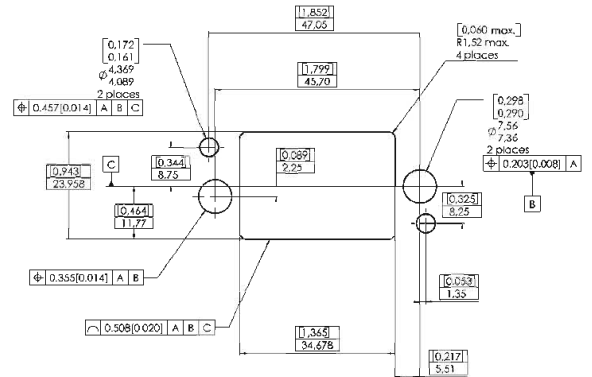 [1,852]
47,05
[0,060 max.]
R1,52 max.
4 places
[0,172]
[0,161]
⌀ 4,369
4,089
2 places
[1,799]
45,70
[0,298]
[0,290]
⌀ 7,56
7,36
2 places
⌖ 0.457[0.014] A B C
⌖ 0.203[0.008] A
B
[0,089]
2,25
C
[0,344]
8,75
[0,943]
23,958
[0,325]
8,25
[0,464]
11,77
⌖ 0.355[0.014] A B
[0,053]
1,35
⌒ 0.508[0 020] A B C
[1,365]
34,678
[0,217]
5,51